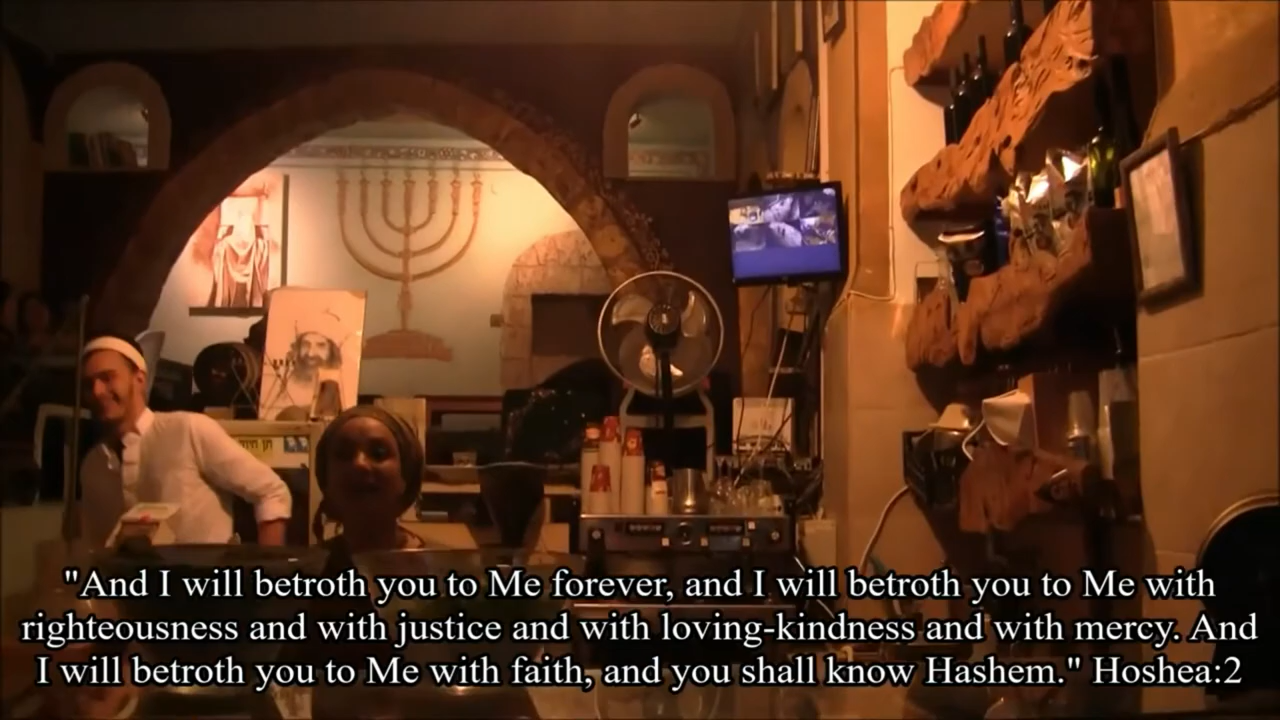 "And I will betroth you to Me forever, and I will betroth you to Me with
righteousness and with justice and with loving-kindness and with mercy. And
I will betroth you to Me with faith, and you shall know Hashem." Hoshea:2